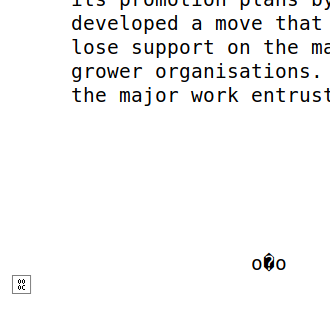 its promotion plans by
developed a move that
lose support on the ma
grower organisations.
the major work entrust
o�o